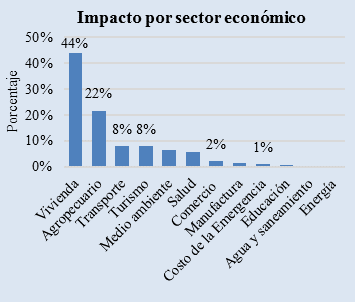 Impacto por sector económico
Porcentaje
50%
40%
30%
20%
10%
0%
44%
22%
8%
8%
2%
1%
Vivienda
Agropecuario
Transporte
Turismo
Medio ambiente
Salud
Comercio
Manufactura
Costo de la Emergencia
Educación
Agua y saneamiento
Energía